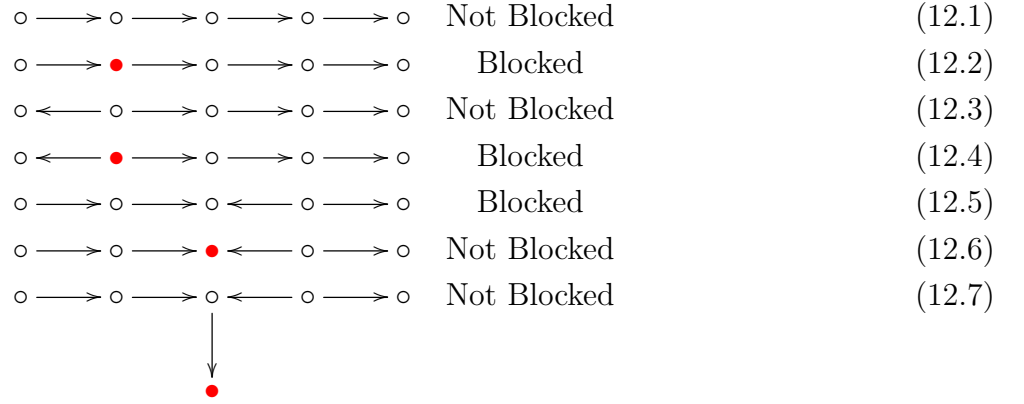 Not Blocked (12.1)
Blocked (12.2)
Not Blocked (12.3)
Blocked (12.4)
Blocked (12.5)
Not Blocked (12.6)
Not Blocked (12.7)